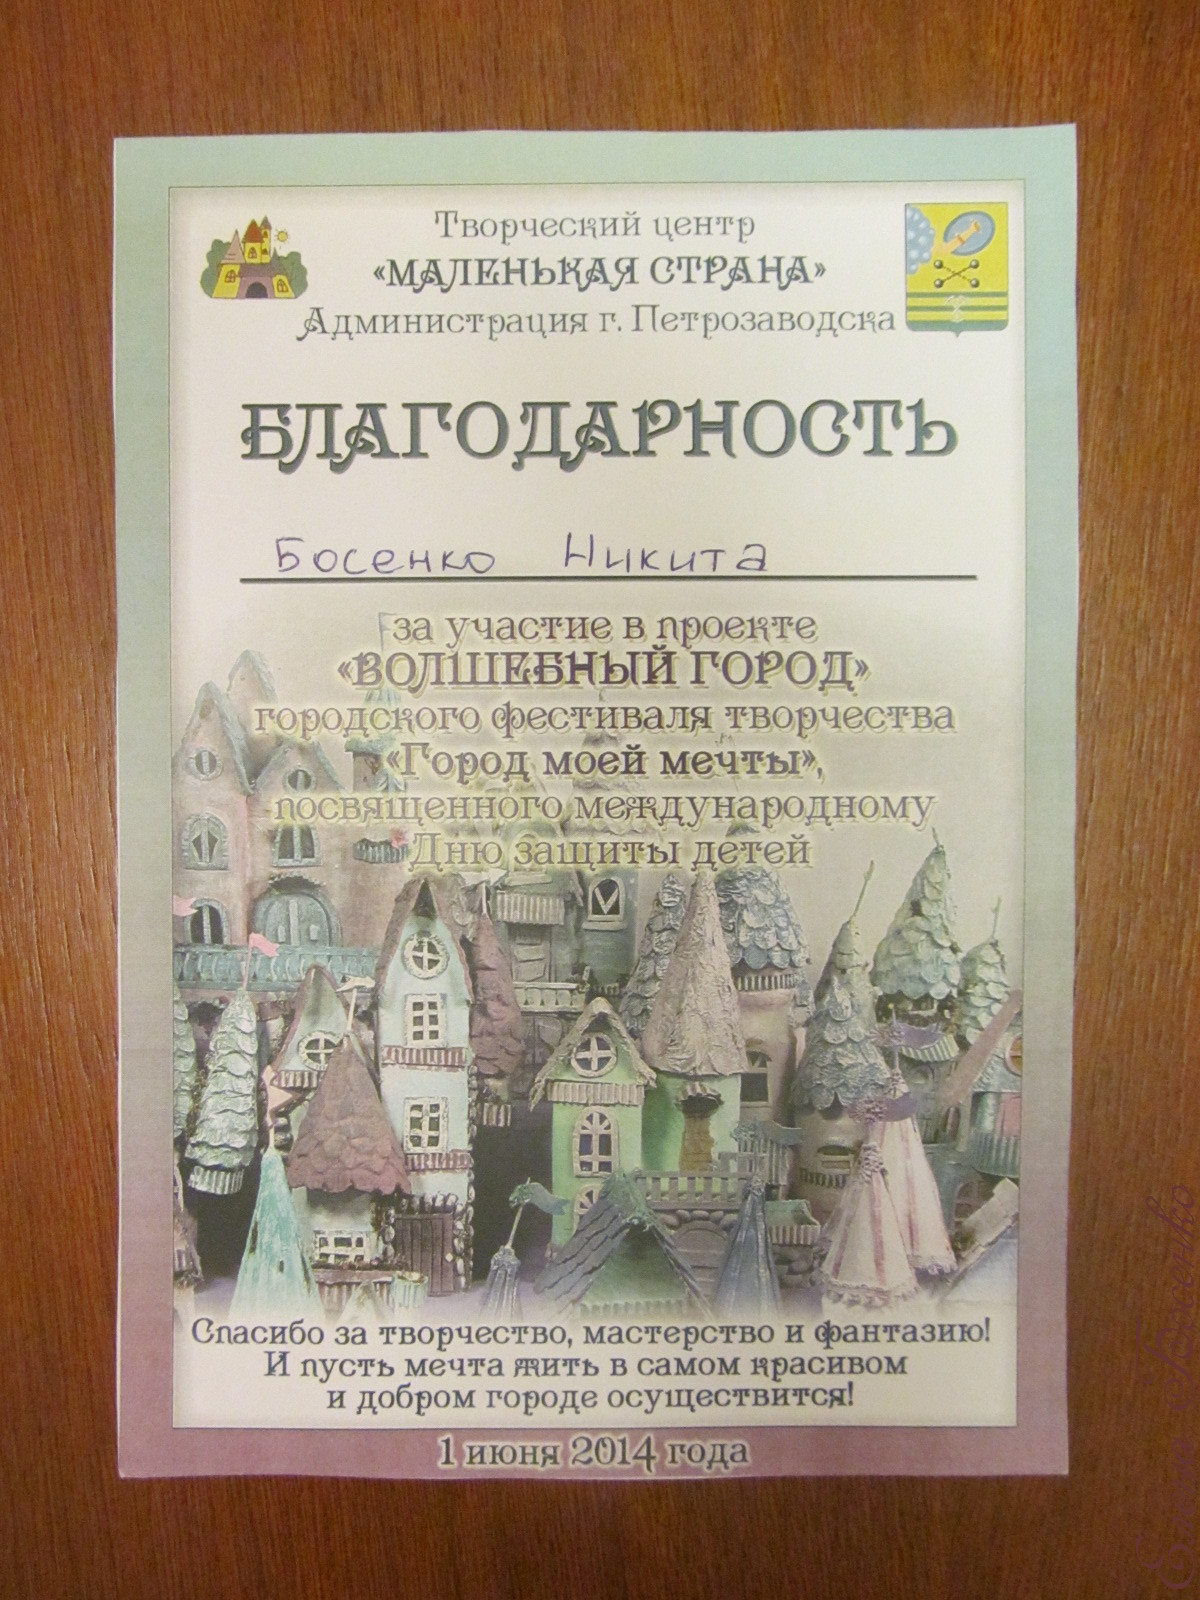 Творческий центр
«МАЛЕНЬКАЯ СТРАНА»
Администрация г. Петрозаводска
БЛАГОДАРНОСТЬ
Босенко Никита
за участие в проекте
«ВОЛШЕБНЫЙ ГОРОД»
городского фестиваля творчества
«Город моей мечты»,
посвященного международному
Дню защиты детей
Спасибо за творчество, мастерство и фантазию!
И пусть мечта жить в самом красивом
и добром городе осуществится!
1 июня 2014 года